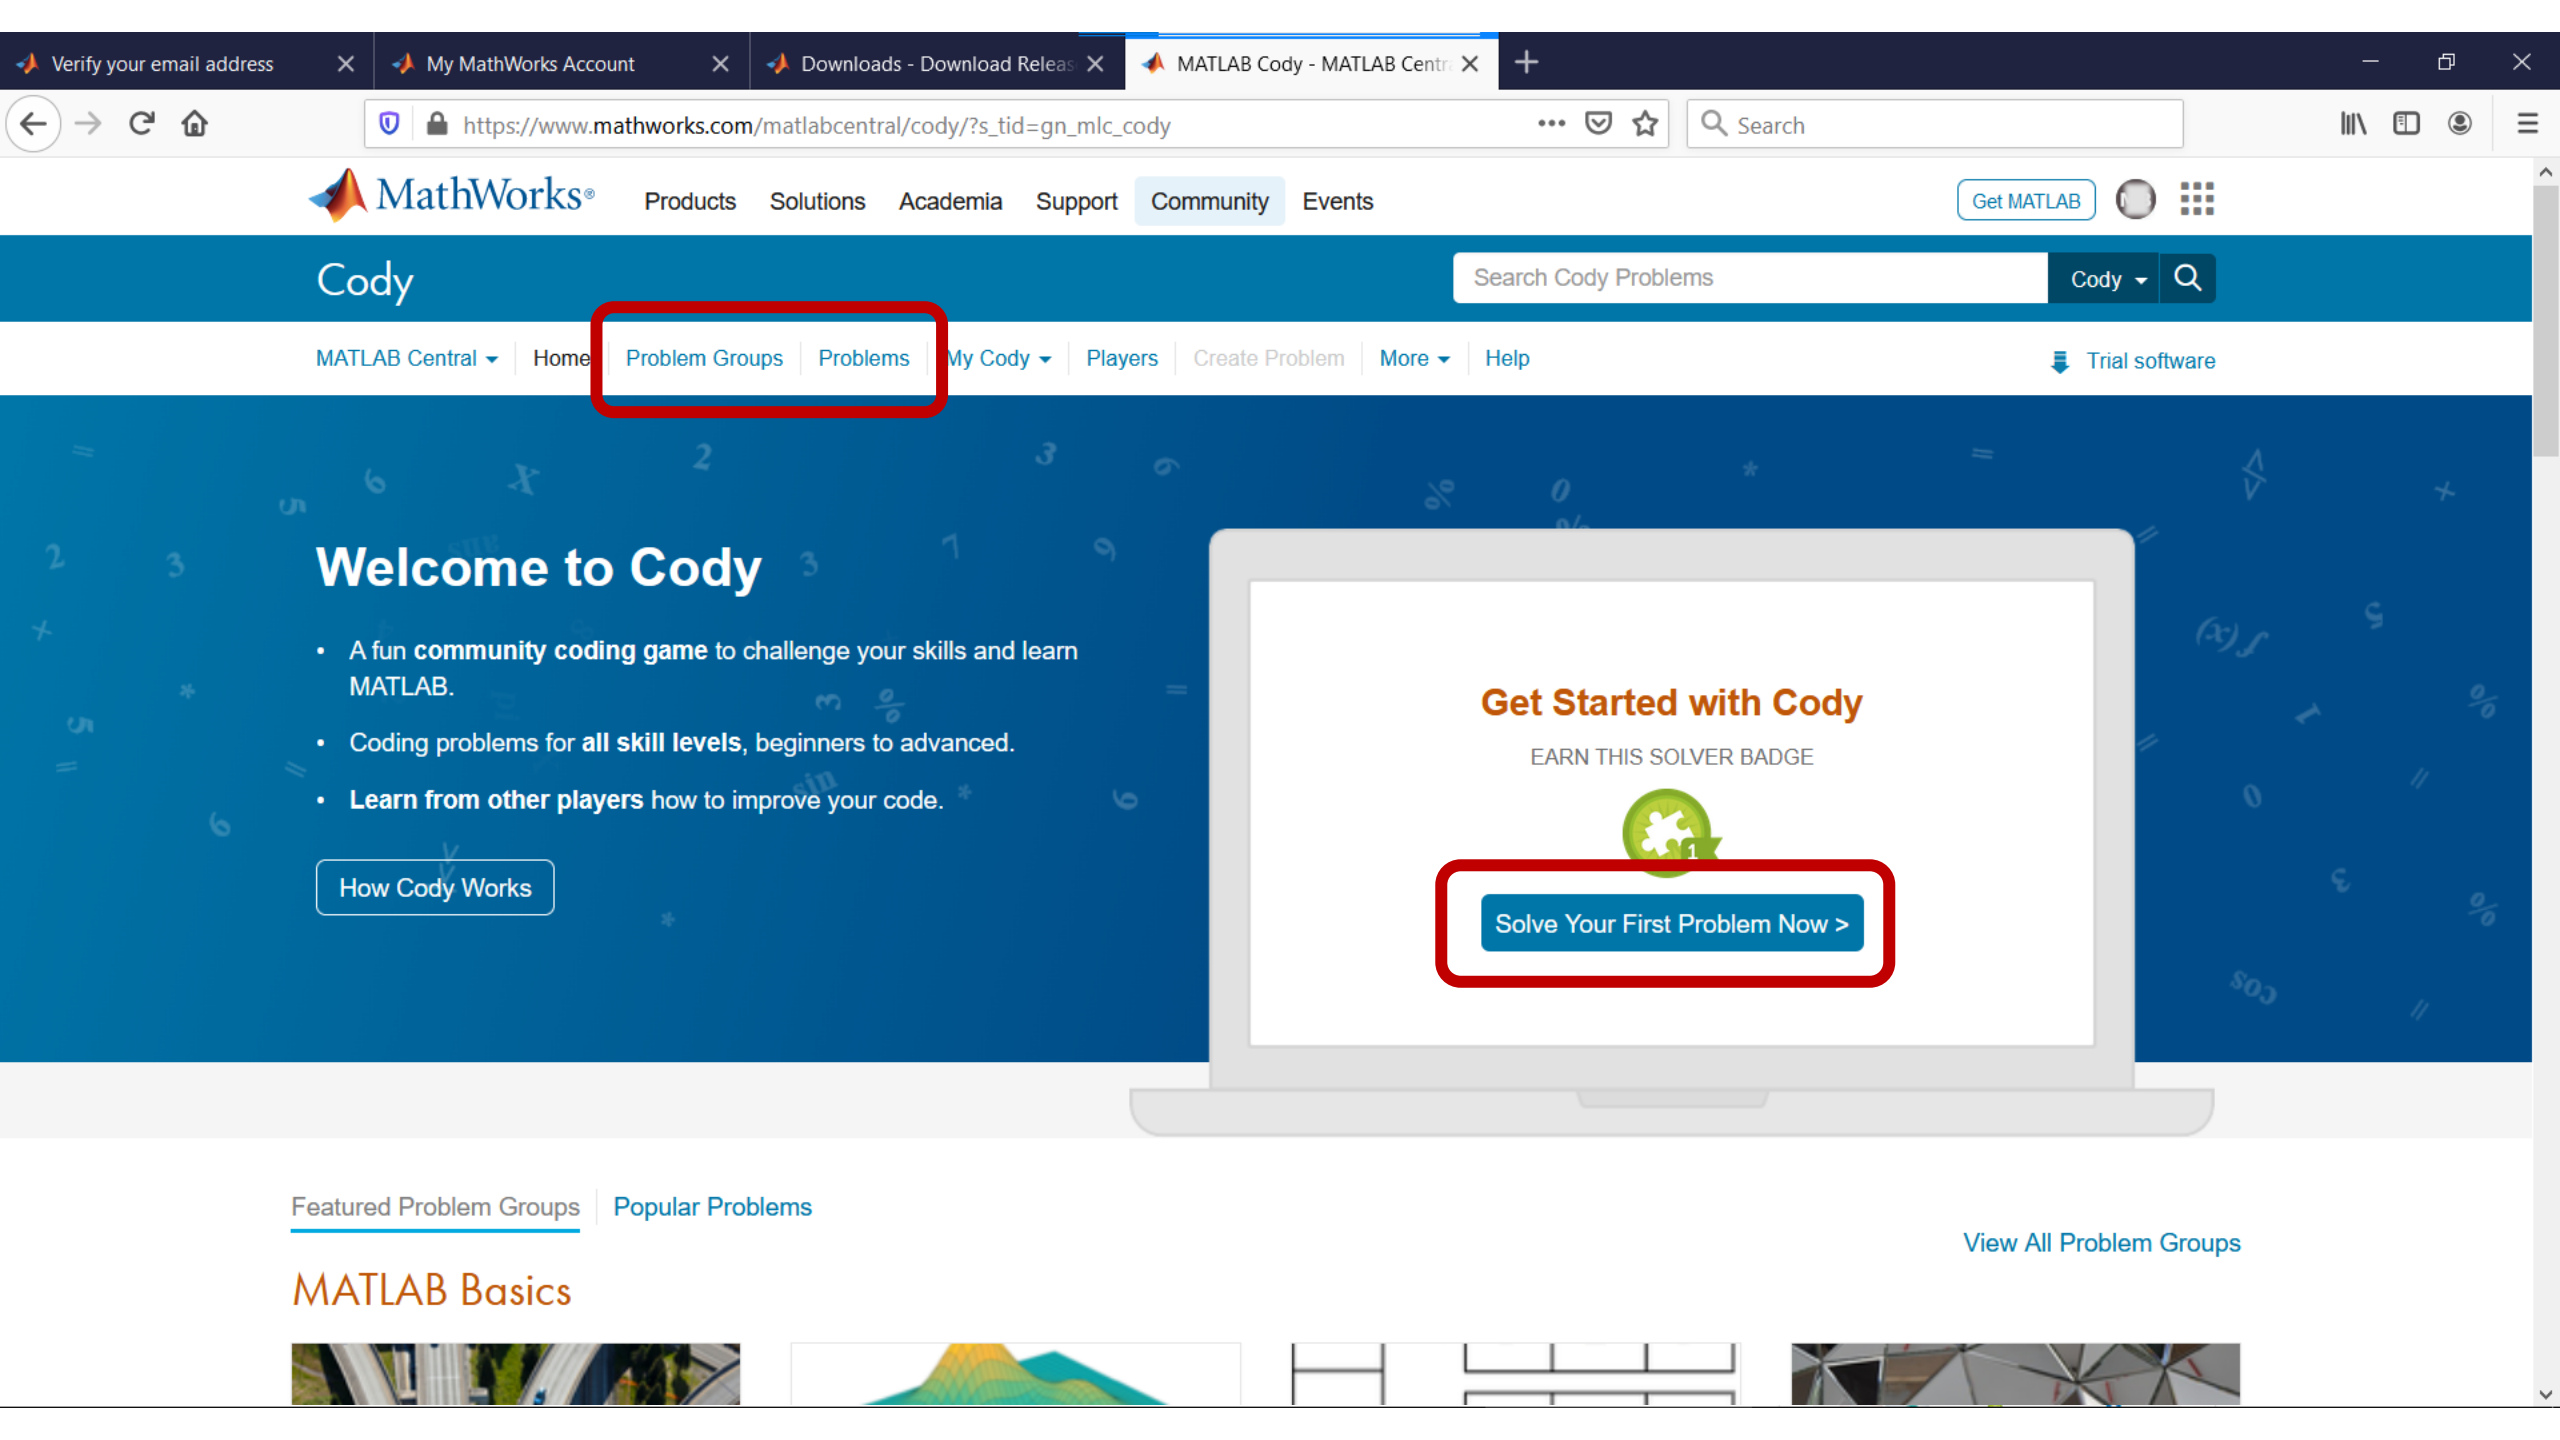 Verify your email address
My MathWorks Account
Downloads - Download Releas
MATLAB Cody - MATLAB Centr
https://www.mathworks.com/matlabcentral/cody/?s_tid=gn_mlc_cody
Search
MathWorks®
Products Solutions Academia Support Community Events
Get MATLAB
Cody
Search Cody Problems
Cody
MATLAB Central Home Problem Groups Problems My Cody Players Create Problem More Help
Trial software
Welcome to Cody
• A fun community coding game to challenge your skills and learn
MATLAB.
• Coding problems for all skill levels, beginners to advanced.
• Learn from other players how to improve your code.
How Cody Works
Get Started with Cody
EARN THIS SOLVER BADGE
1
Solve Your First Problem Now >
Featured Problem Groups Popular Problems
View All Problem Groups
MATLAB Basics